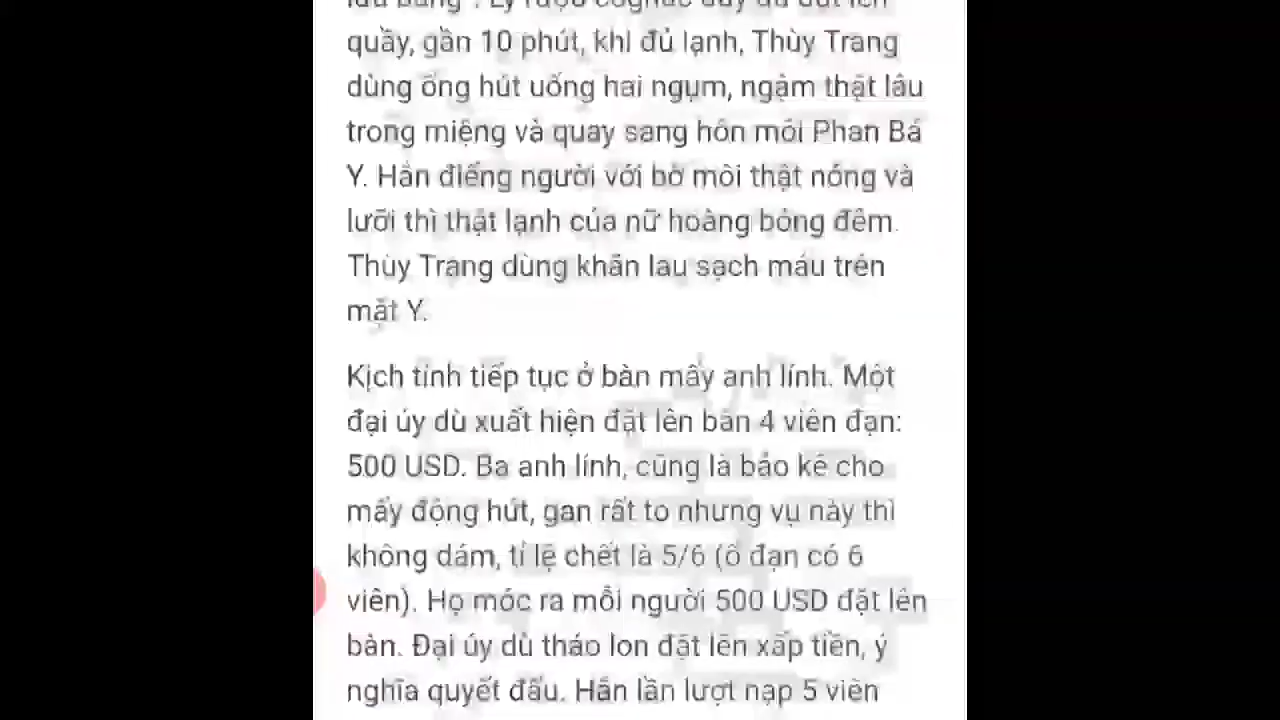 quầy, gần 10 phút, khi đủ lạnh, Thùy Trang
dùng ống hút uống hai ngụm, ngậm thật lâu
trong miệng và quay sang hôn môi Phan Bá
Y. Hắn điếng người với bờ môi thật nóng và
lưỡi thì thật lạnh của nữ hoàng bóng đêm.
Thùy Trang dùng khăn lau sạch máu trên
mặt Y.
Kịch tính tiếp tục ở bàn mấy anh lính. Một
đại úy dù xuất hiện đặt lên bàn 4 viên đạn:
500 USD. Ba anh lính, cũng là bảo kê cho
mấy động hút, gan rất to nhưng vụ này thì
không dám, tỉ lệ chết là 5/6 (ổ đạn có 6
viên). Họ móc ra mỗi người 500 USD đặt lên
bàn. Đại úy dù tháo lon đặt lên xấp tiền, ý
nghĩa quyết đấu. Hắn lần lượt nạp 5 viên